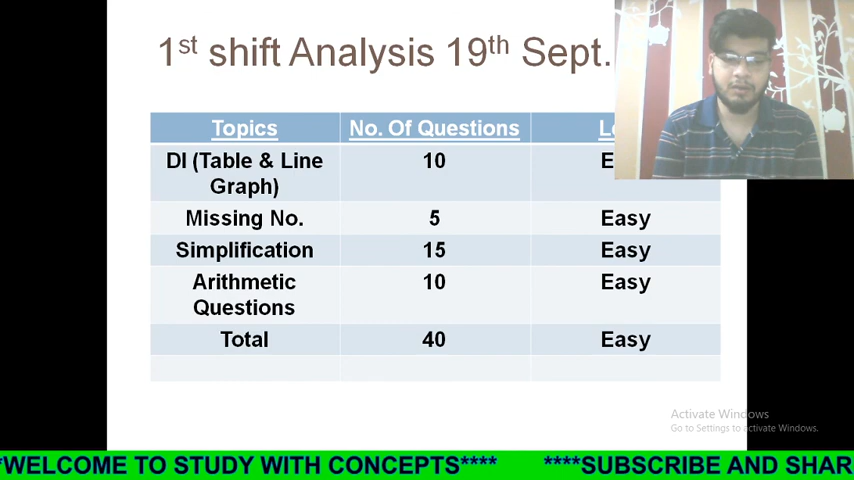 1st shift Analysis 19th Sept.
Topics No. Of Questions
DI (Table & Line 10
Graph)
Missing No. 5 Easy
Simplification 15 Easy
Arithmetic 10 Easy
Questions
Total 40 Easy
Activate Windows
Go to Settings to activate Windows.
*WELCOME TO STUDY WITH CONCEPTS**** ****SUBSCRIBE AND SHAR